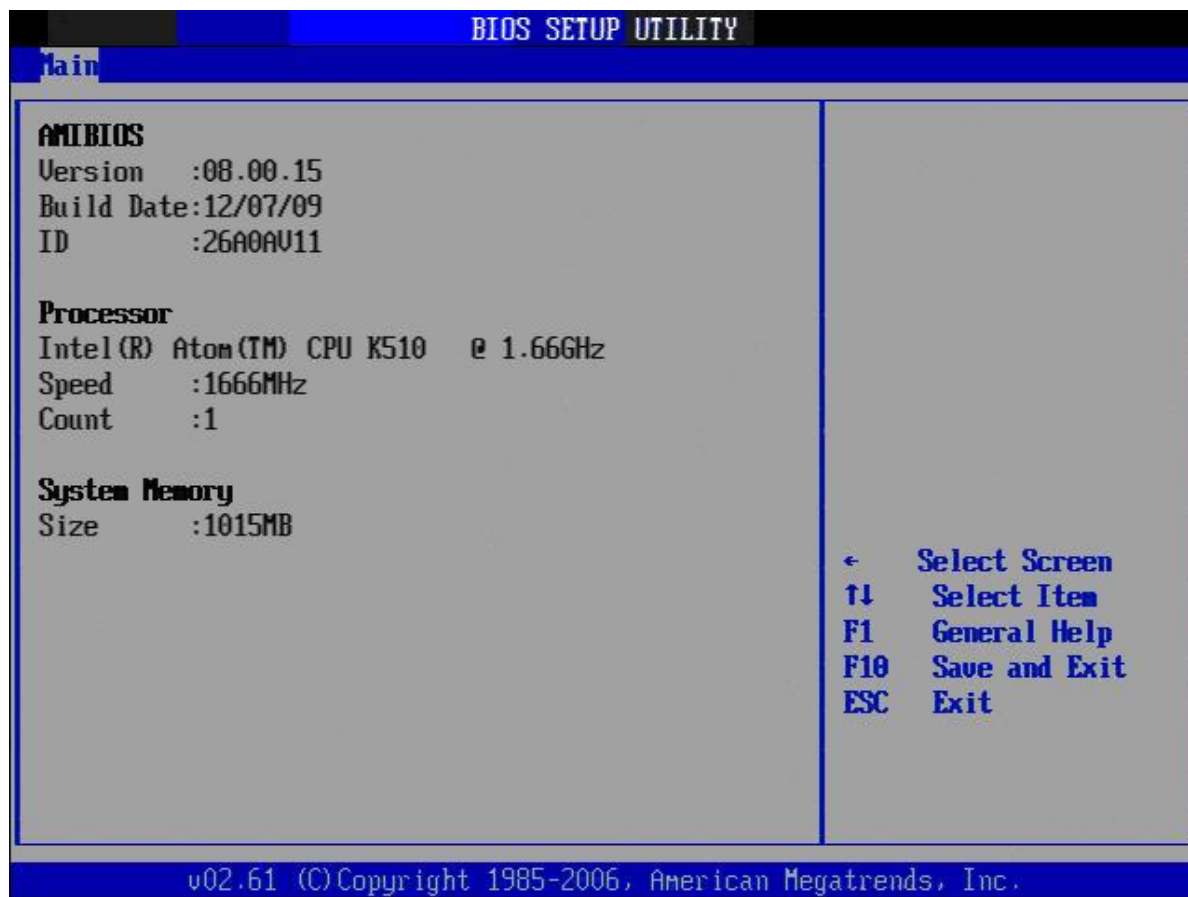 BIOS SETUP UTILITY
Main
AMIBIOS
Version :08.00.15
Build Date:12/07/09
ID :26A0AV11
Processor
Intel(R) Atom(TM) CPU K510 @ 1.66GHz
Speed :1666MHz
Count :1
System Memory
Size :1015MB
← Select Screen
↑↓ Select Item
F1 General Help
F10 Save and Exit
ESC Exit
v02.61 (C)Copyright 1985-2006, American Megatrends, Inc.